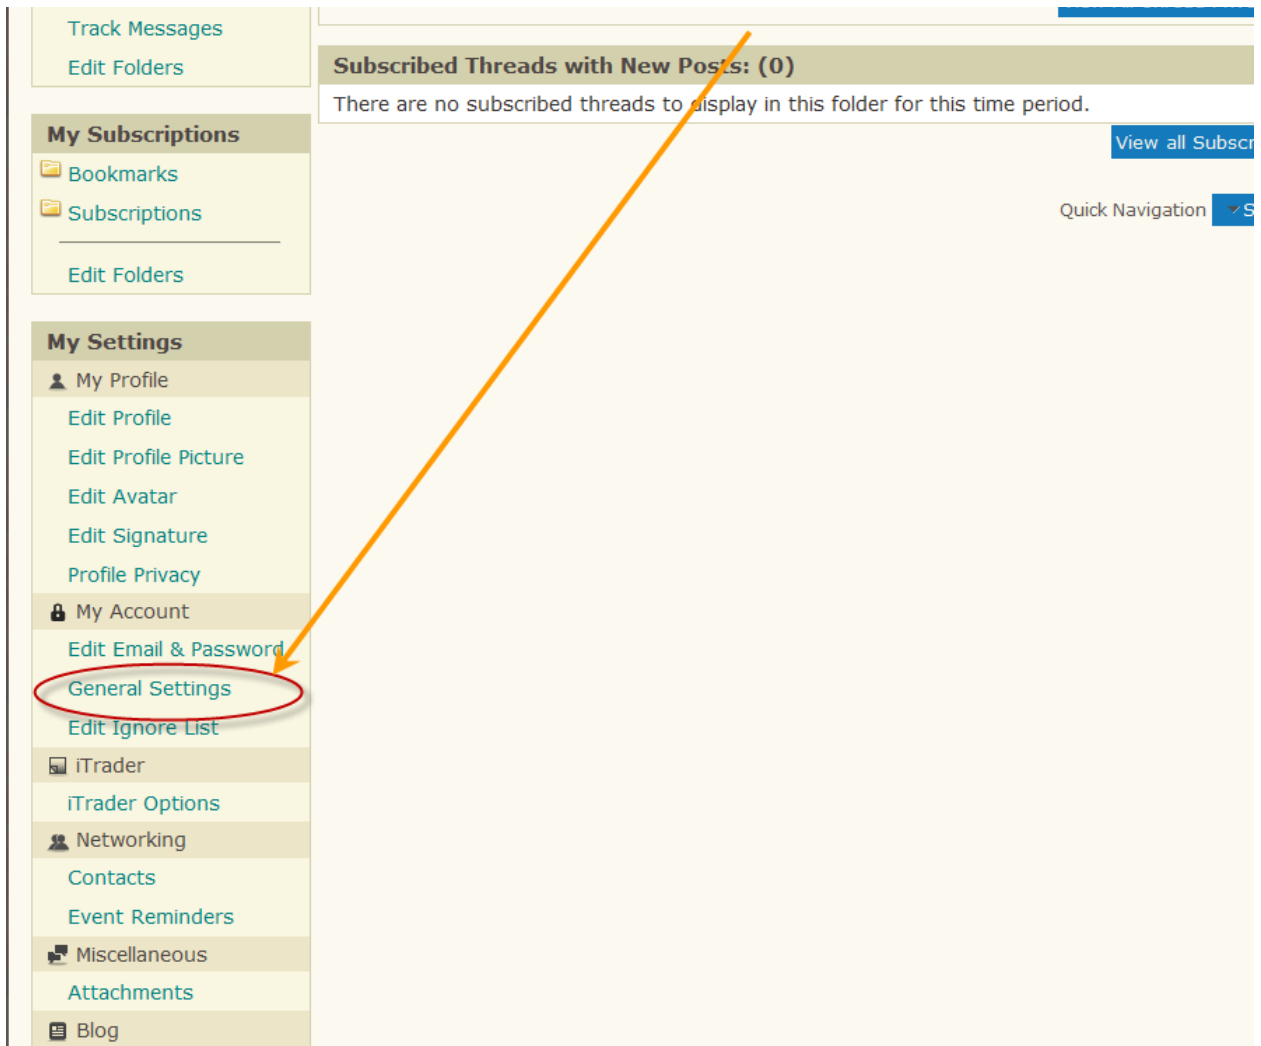 Track Messages
Edit Folders
My Subscriptions
Bookmarks
Subscriptions
Edit Folders
My Settings
My Profile
Edit Profile
Edit Profile Picture
Edit Avatar
Edit Signature
Profile Privacy
My Account
Edit Email & Password
General Settings
Edit Ignore List
iTrader
iTrader Options
Networking
Contacts
Event Reminders
Miscellaneous
Attachments
Blog
Subscribed Threads with New Posts: (0)
There are no subscribed threads to display in this folder for this time period.
View all Subscr
Quick Navigation S